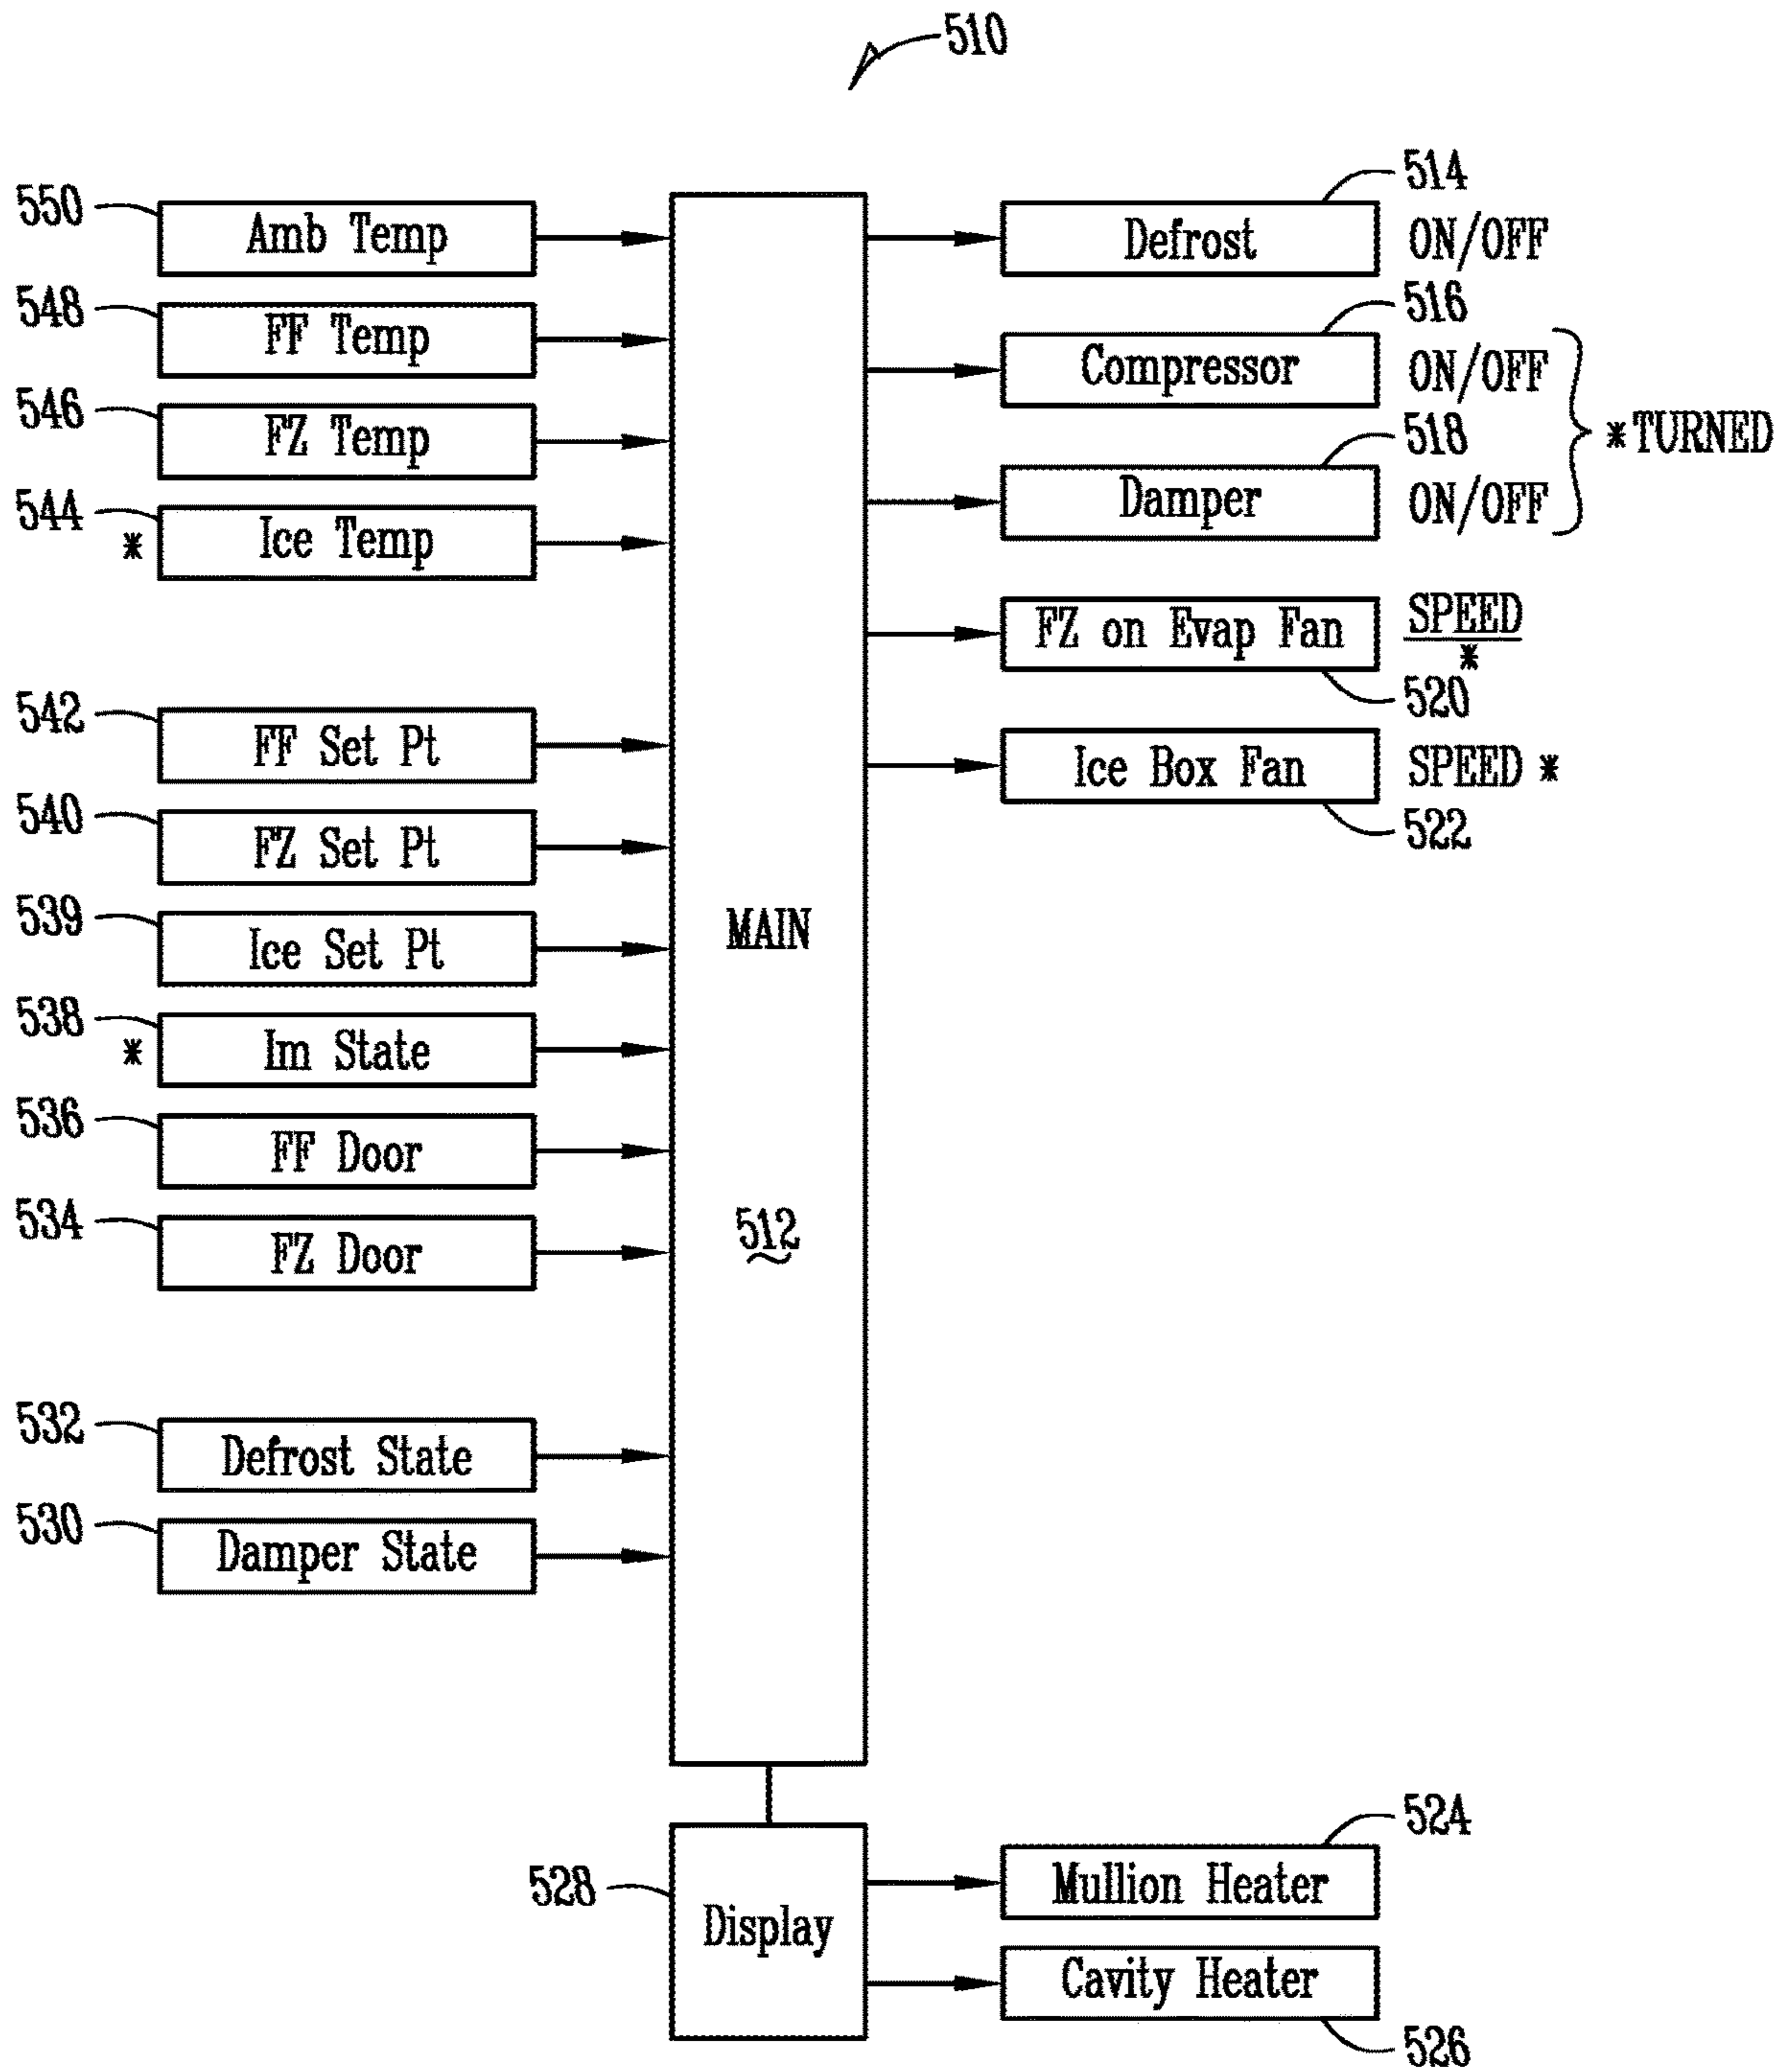 510
550
Amb Temp
548
FF Temp
546
FZ Temp
544
* Ice Temp
542
FF Set Pt
540
FZ Set Pt
539
Ice Set Pt
538
* Im State
536
FF Door
534
FZ Door
532
Defrost State
530
Damper State
MAIN
512
514
Defrost ON/OFF
516
Compressor ON/OFF
* TURNED
518
Damper ON/OFF
FZ on Evap Fan SPEED
*
520
Ice Box Fan SPEED *
522
528
Display
524
Mullion Heater
Cavity Heater
526